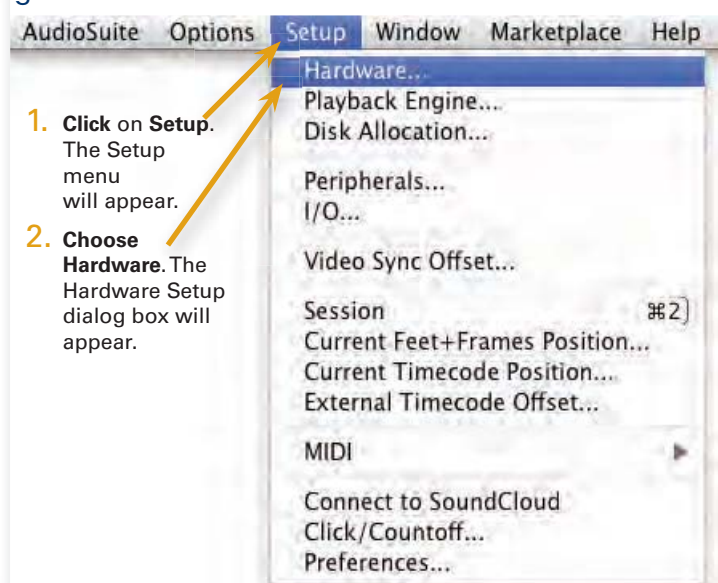 AudioSuite Options Setup Window Marketplace Help
1. Click on Setup.
The Setup
menu
will appear.
2. Choose
Hardware. The
Hardware Setup
dialog box will
appear.
Hardware...
Playback Engine...
Disk Allocation...
Peripherals...
I/O...
Video Sync Offset...
Session ⌘2
Current Feet+Frames Position...
Current Timecode Position...
External Timecode Offset...
MIDI
Connect to SoundCloud
Click/Countoff...
Preferences...